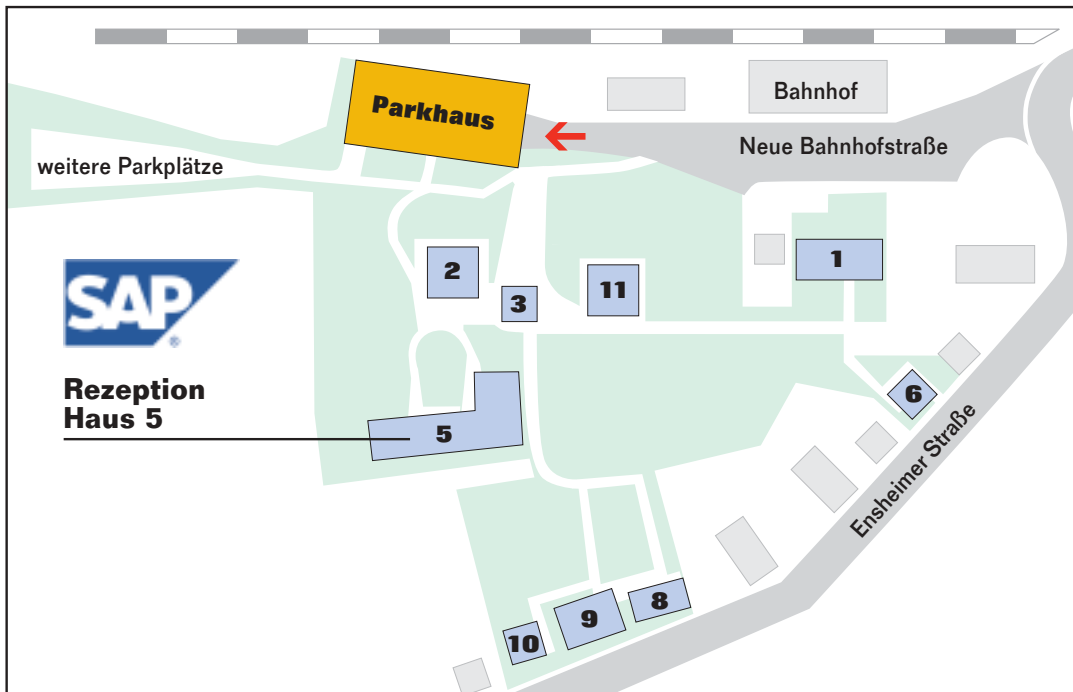 Parkhaus
Bahnhof
Neue Bahnhofstraße
weitere Parkplätze
1
2
3
11
SAP
®
Rezeption
Haus 5
5
6
Ensheimer Straße
8
9
10